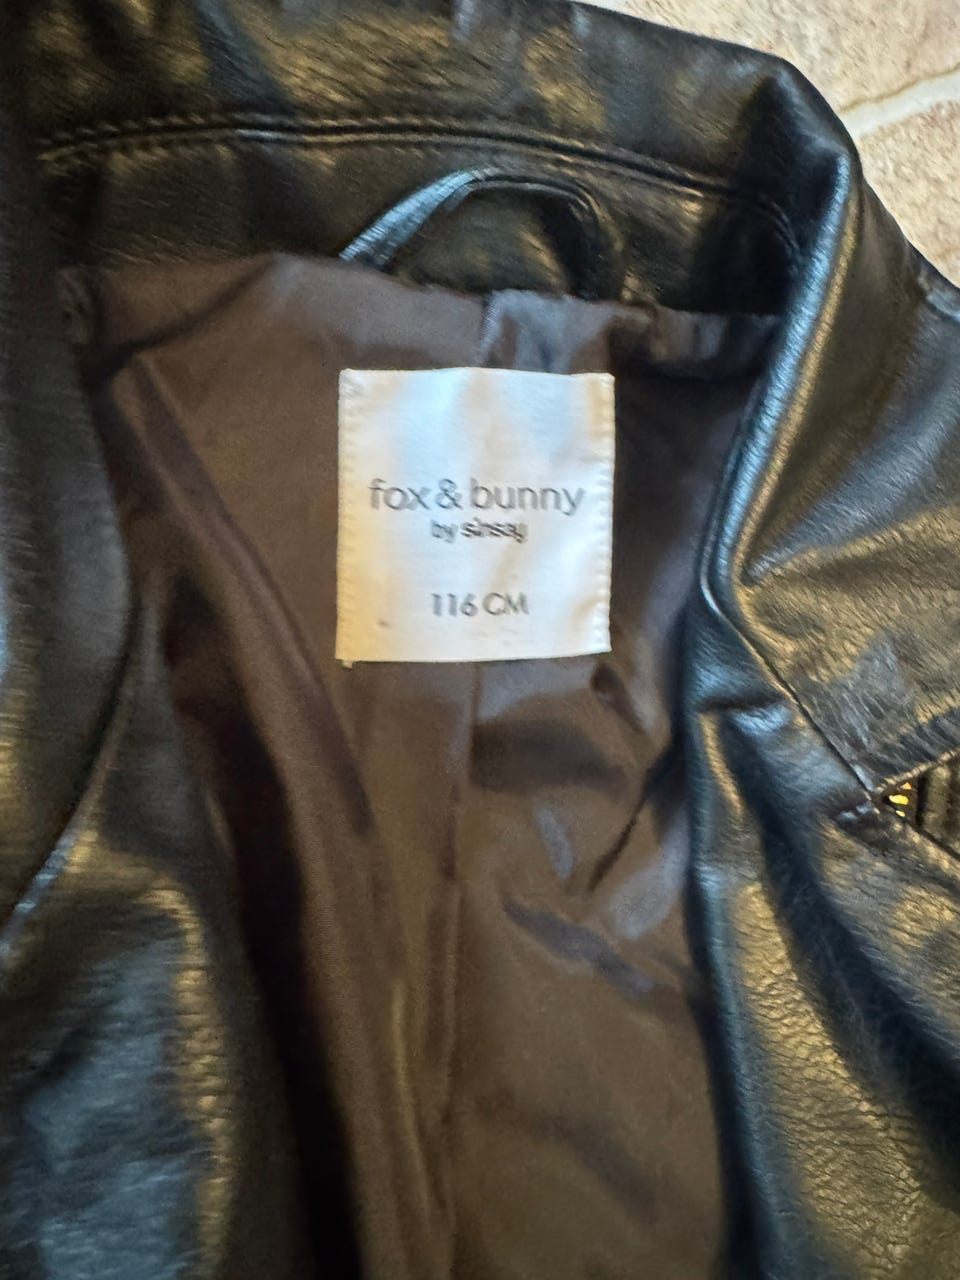 fox & bunny
by sinsay
116 CM